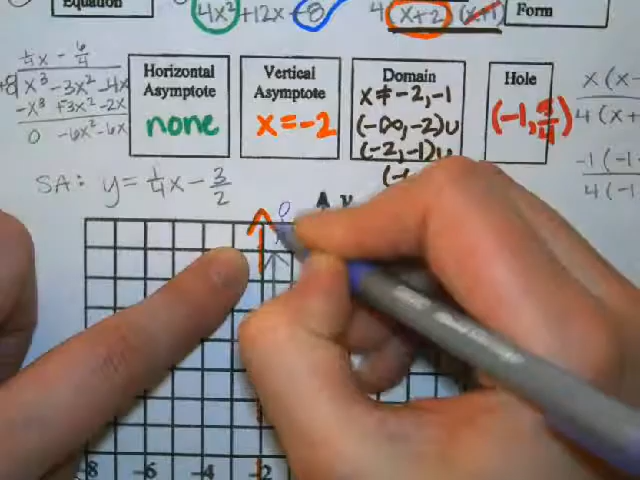 Equation
4x² + 12x + 8
4(x+2)(x+1)
Form
¼x - 6/4
+8 x³ - 3x² - 4x
-x³ + 3x² - 2x
0 -6x² - 6x
Horizontal Asymptote
none
Vertical Asymptote
x = -2
Domain
x ≠ -2, -1
(-∞, -2) ∪
(-2, -1) ∪
(-
Hole
(-1,
x(x-
4(x+
-1(-1
4(-1
SA: y = ¼x - 3/2
y
0
-8 -6 -4 -2